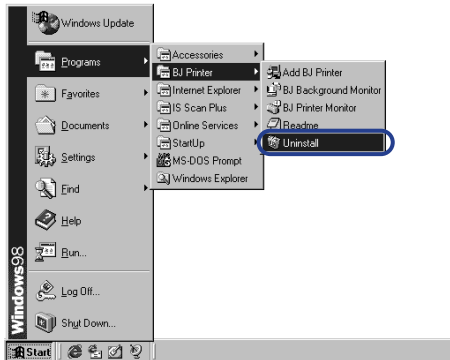 Windows Update
Programs
Favorites
Documents
Settings
Find
Help
Run...
Log Off...
Shut Down...
Windows98
Start
Accessories
BJ Printer
Internet Explorer
IS Scan Plus
Online Services
StartUp
MS-DOS Prompt
Windows Explorer
Add BJ Printer
BJ Background Monitor
BJ Printer Monitor
Readme
Uninstall